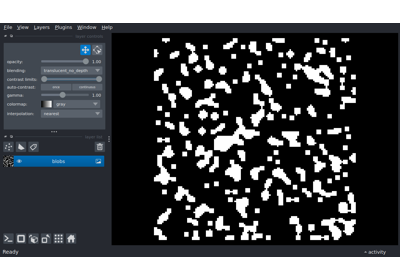 File View Layers Plugins Window Help
opacity: 1.00
blending: translucent_no_depth
contrast limits:
auto-contrast: once continuous
gamma: 1.00
colormap: gray
interpolation: nearest
blobs
Ready activity